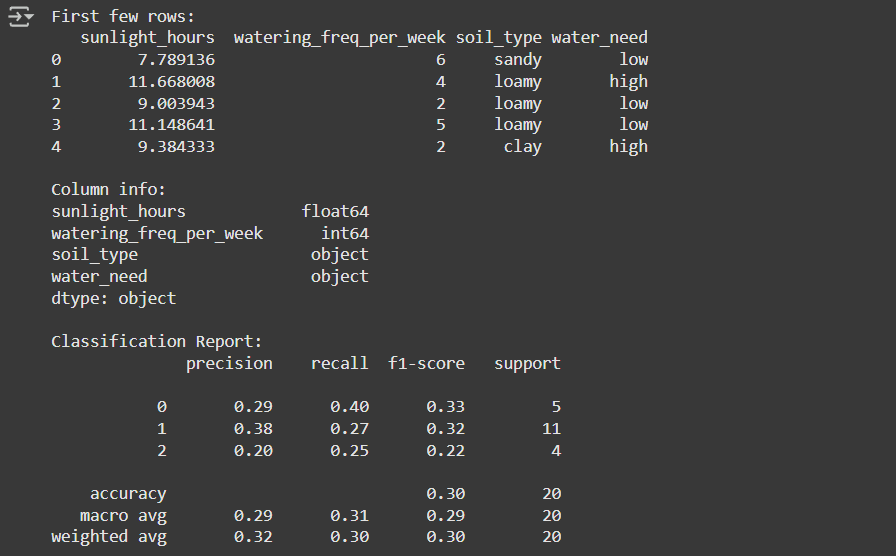 First few rows:
   sunlight_hours  watering_freq_per_week soil_type water_need
0        7.789136                       6     sandy        low
1       11.668008                       4     loamy       high
2        9.003943                       2     loamy        low
3       11.148641                       5     loamy        low
4        9.384333                       2      clay       high
Column info:
sunlight_hours            float64
watering_freq_per_week      int64
soil_type                  object
water_need                 object
dtype: object
Classification Report:
              precision    recall  f1-score   support
           0       0.29      0.40      0.33         5
           1       0.38      0.27      0.32        11
           2       0.20      0.25      0.22         4
    accuracy                           0.30        20
   macro avg       0.29      0.31      0.29        20
weighted avg       0.32      0.30      0.30        20